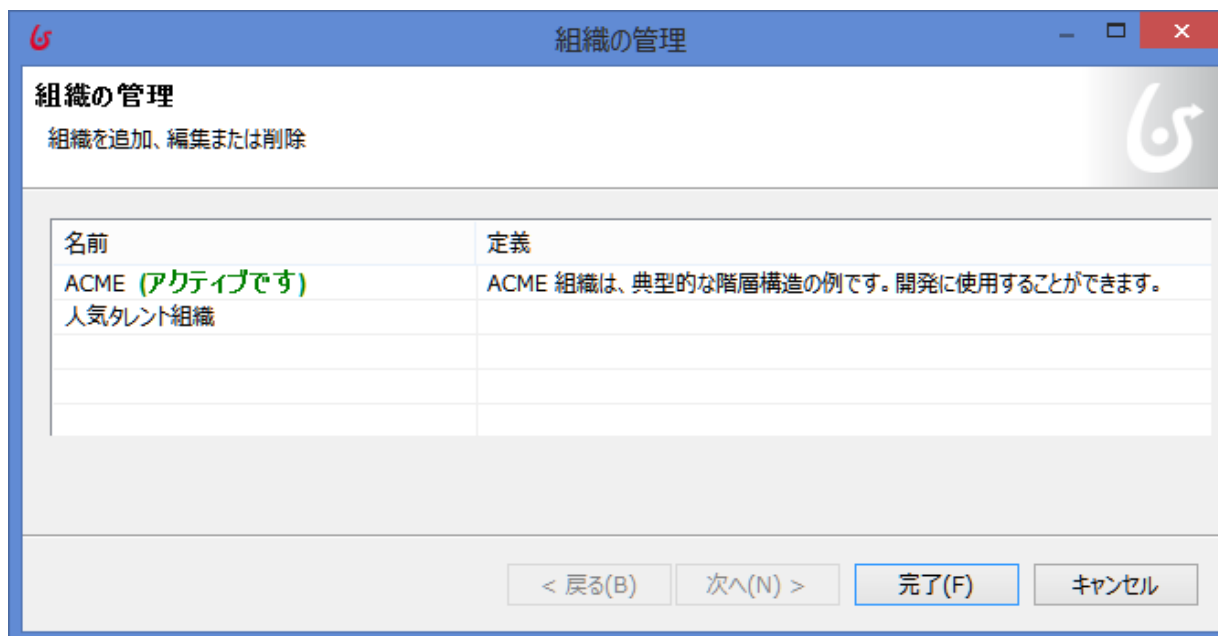 組織の管理
組織の管理
組織を追加、編集または削除
名前 定義
ACME (アクティブです) ACME 組織は、典型的な階層構造の例です。開発に使用することができます。
人気タレント組織
< 戻る(B) 次へ(N) > 完了(F) キャンセル